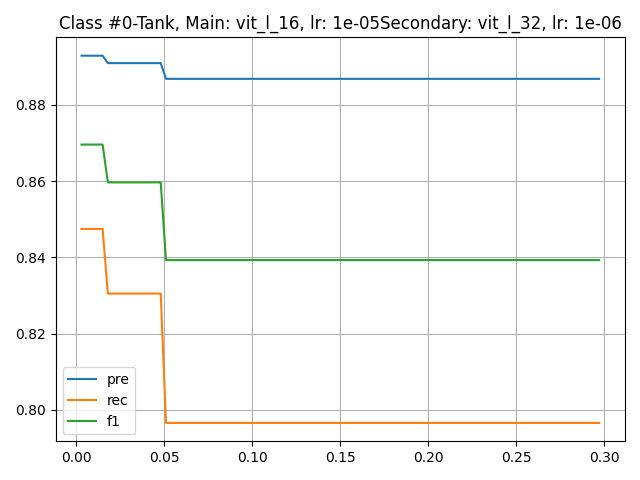 Class #0-Tank, Main: vit_l_16, lr: 1e-05Secondary: vit_l_32, lr: 1e-06
0.88
0.86
0.84
0.82
0.80
pre
rec
f1
0.00 0.05 0.10 0.15 0.20 0.25 0.30